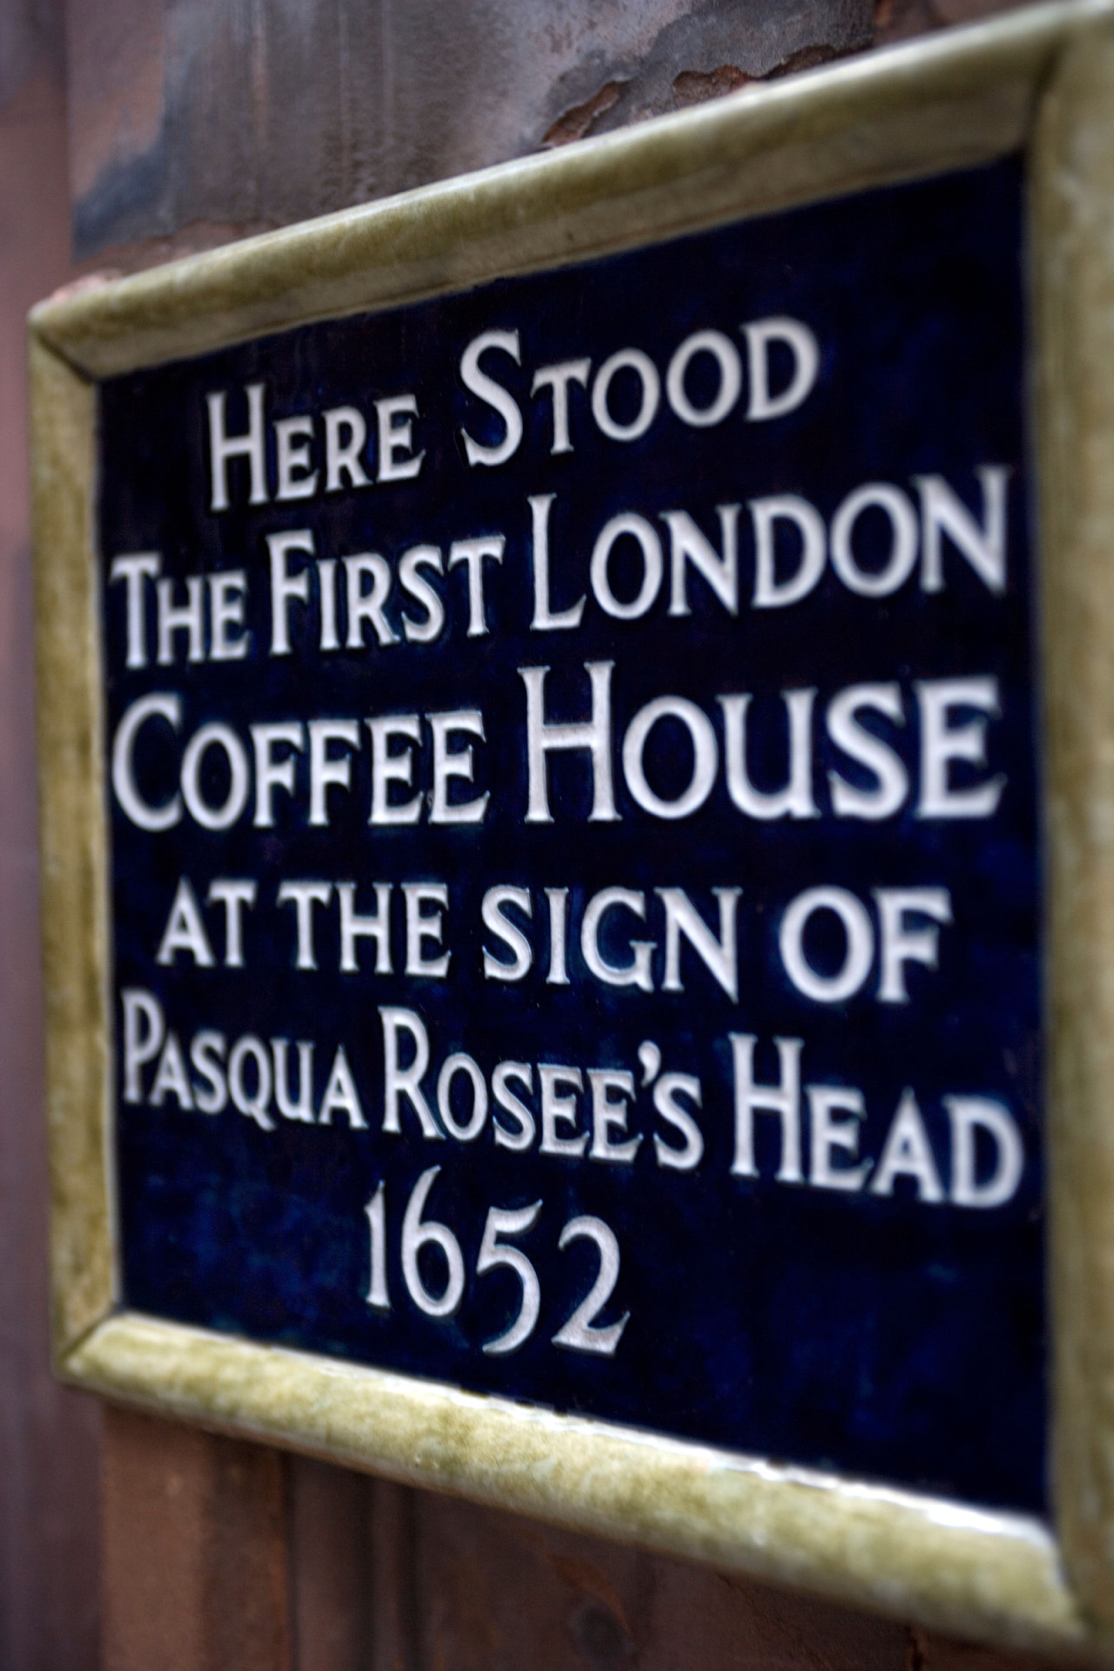 HERE STOOD
THE FIRST LONDON
COFFEE HOUSE
AT THE SIGN OF
PASQUA ROSEE'S HEAD
1652